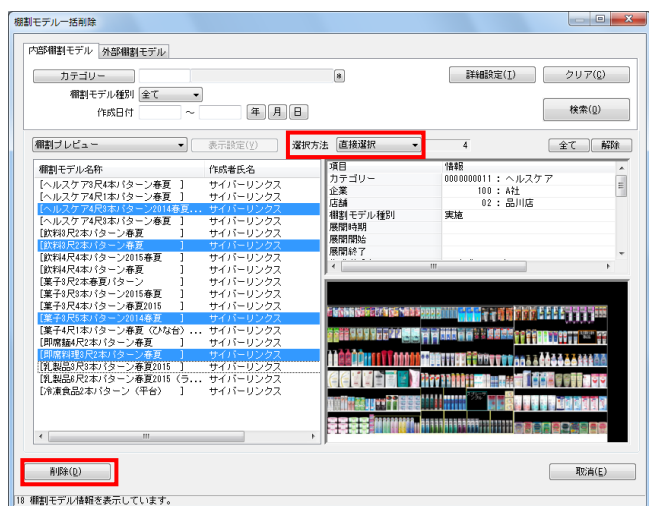 棚割モデル一括削除
内部棚割モデル 外部棚割モデル
カテゴリー * 詳細設定(I) クリア(C)
棚割モデル種別 全て
作成日付 ～ 年 月 日 検索(Q)
棚割プレビュー 表示設定(V) 選択方法 直接選択 4 全て 解除
棚割モデル名称 作成者氏名
[ヘルスケア3尺4本パターン春夏 ] サイバーリンクス
[ヘルスケア4尺1本パターン春夏 ] サイバーリンクス
[ヘルスケア4尺3本パターン2014春夏... サイバーリンクス
[ヘルスケア4尺3本パターン春夏 ] サイバーリンクス
[飲料3尺2本パターン春夏 ] サイバーリンクス
[飲料3尺2本パターン春夏 ] サイバーリンクス
[飲料4尺4本パターン2015春夏 ] サイバーリンクス
[飲料4尺4本パターン春夏 ] サイバーリンクス
[菓子3尺2本春夏パターン ] サイバーリンクス
[菓子3尺3本パターン2015春夏 ] サイバーリンクス
[菓子3尺4本パターン春夏2015 ] サイバーリンクス
[菓子3尺5本パターン2014春夏 ] サイバーリンクス
[菓子4尺1本パターン春夏（ひな台）... サイバーリンクス
[即席麺4尺2本パターン春夏 ] サイバーリンクス
[即席料理3尺2本パターン春夏 ] サイバーリンクス
[乳製品3尺3本パターン春夏2015 ] サイバーリンクス
[乳製品6尺2本パターン春夏2015（ラ... サイバーリンクス
[冷凍食品2本パターン（平台） ] サイバーリンクス
項目 情報
カテゴリー 0000000011 : ヘルスケア
企業 100 : A社
店舗 02 : 品川店
棚割モデル種別 実施
展開時期
展開開始
展開終了
削除(D) 取消(E)
18 棚割モデル情報を表示しています。